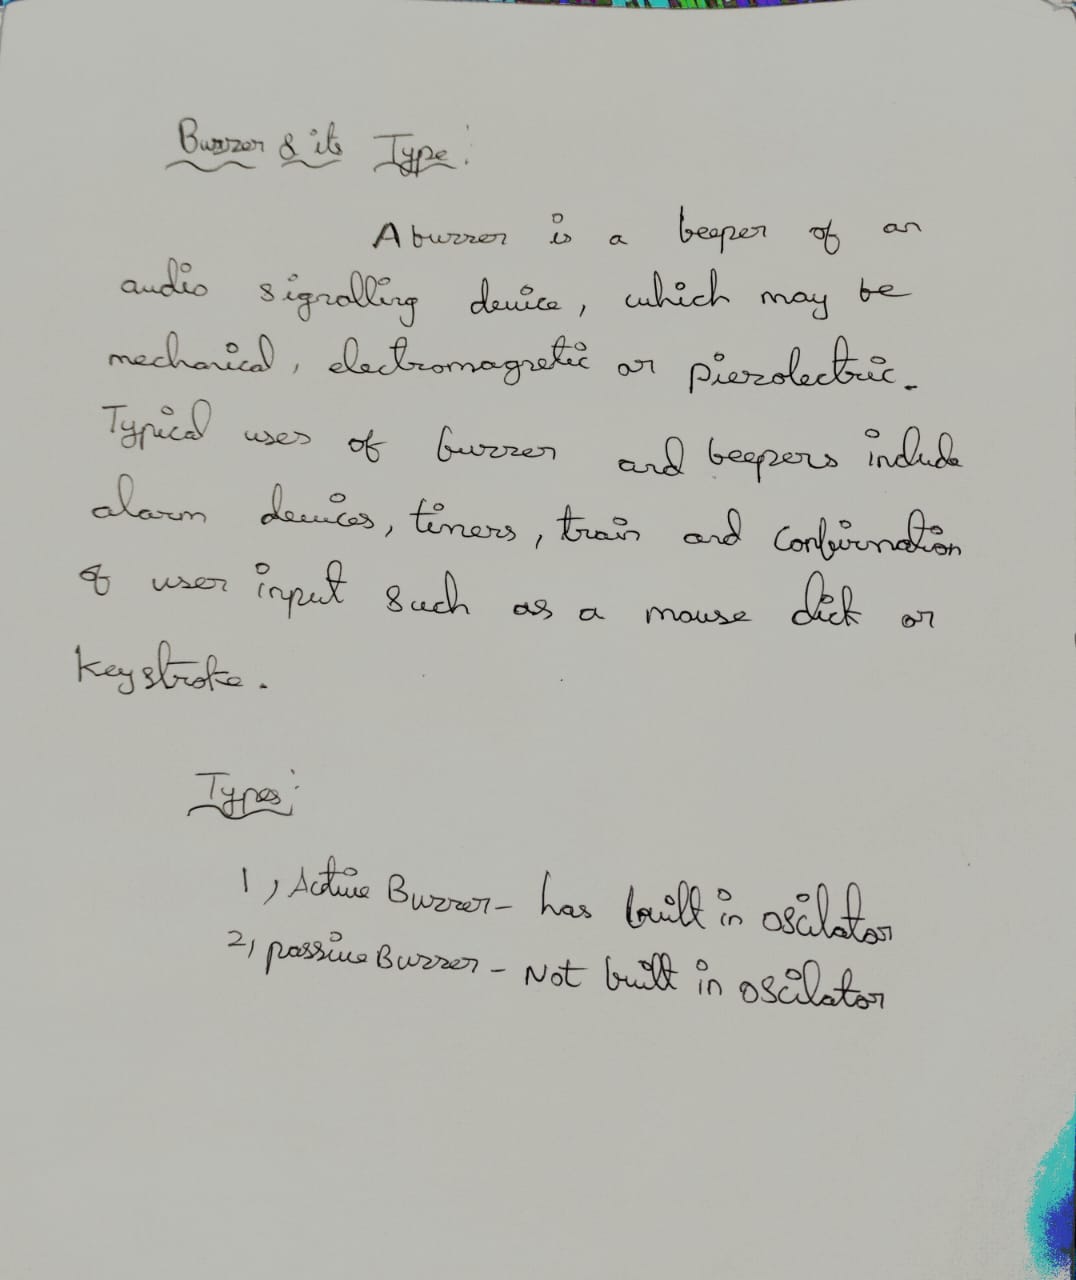 Buzzer & its Type:
A buzzer is a beeper of an
audio signalling device, which may be
mechanical, electromagnetic or piezolectric.
Typical uses of buzzer and beepers include
alarm devices, timers, train and confirmation
of user input such as a mouse click or
keystroke.
Types:
1, Active Buzzer - has built in oscilator
2, passive Buzzer - Not built in oscilator